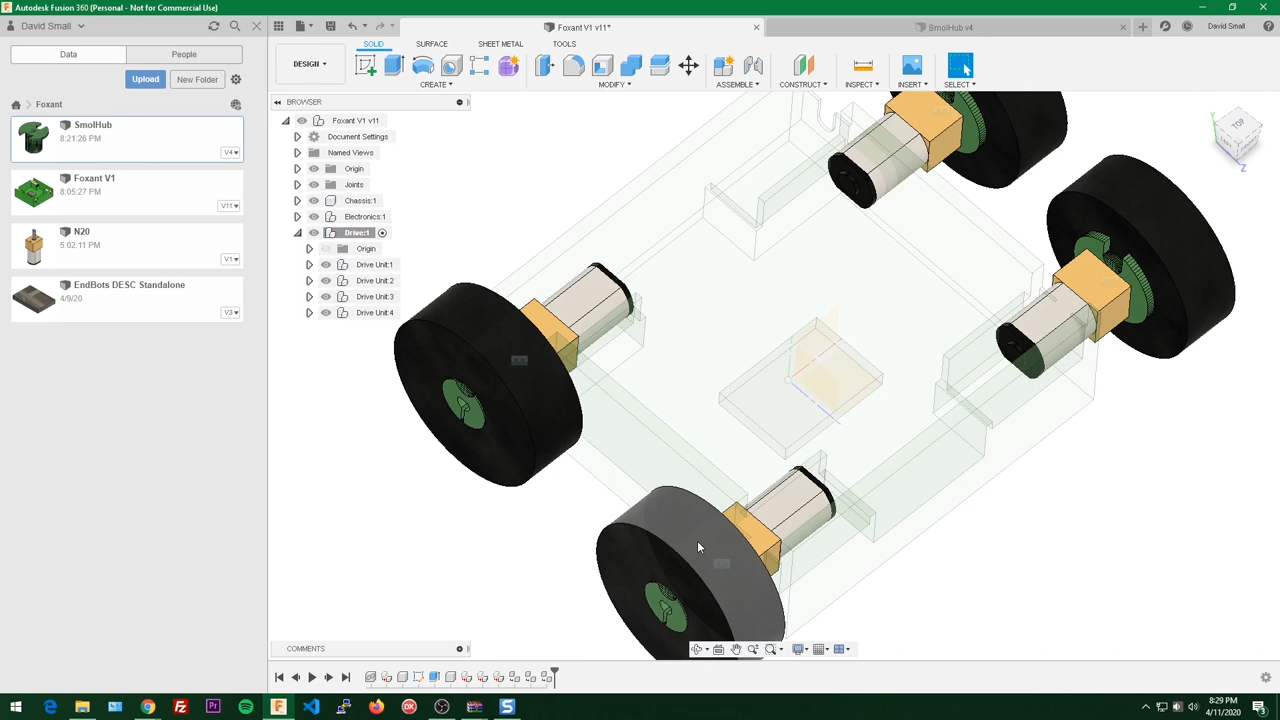 Autodesk Fusion 360 (Personal - Not for Commercial Use)
David Small
Foxant V1 v11*
SmolHub v4
David Small
Data
People
Upload
New Folder
Foxant
SmolHub
8:21:26 PM
V4
Foxant V1
8:05:27 PM
V11
N20
5:02:11 PM
V1
EndBots DESC Standalone
4/9/20
V3
DESIGN
SOLID
SURFACE
SHEET METAL
TOOLS
CREATE
MODIFY
ASSEMBLE
CONSTRUCT
INSPECT
INSERT
SELECT
BROWSER
Foxant V1 v11
Document Settings
Named Views
Origin
Joints
Chassis:1
Electronics:1
Drive:1
Origin
Drive Unit:1
Drive Unit:2
Drive Unit:3
Drive Unit:4
TOP
Z
COMMENTS
8:29 PM
4/11/2020